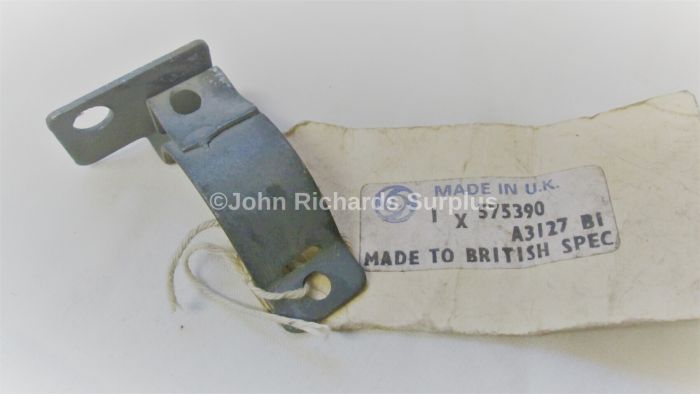 ©John Richards Surplus
MADE IN U.K.
1 X 575390
A3127 B1
MADE TO BRITISH SPEC.